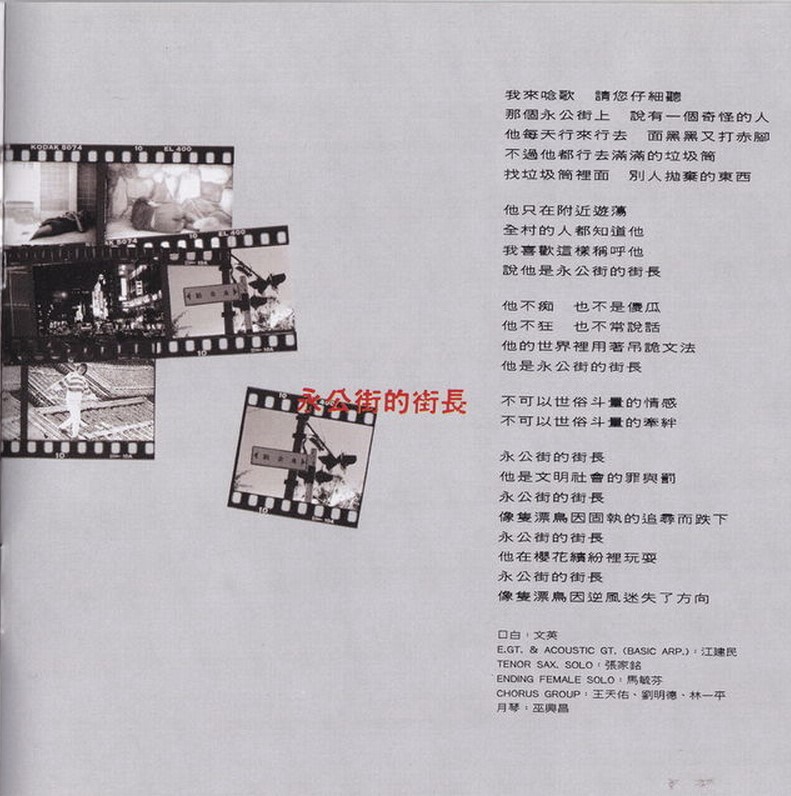 KODAK 5074
10
EL 400
KODAK 5074
10
EL 400
10
10
10
永公街的街長
我來唸歌　請您仔細聽
那個永公街上　說有一個奇怪的人
他每天行來行去　面黑黑又打赤腳
不過他都行去滿滿的垃圾筒
找垃圾筒裡面　別人拋棄的東西
他只在附近遊蕩
全村的人都知道他
我喜歡這樣稱呼他
說他是永公街的街長
他不痴　也不是傻瓜
他不狂　也不常說話
他的世界裡用著吊詭文法
他是永公街的街長
不可以世俗斗量的情感
不可以世俗斗量的牽絆
永公街的街長
他是文明社會的罪與罰
永公街的街長
像隻漂鳥因固執的追尋而跌下
永公街的街長
他在櫻花繽紛裡玩耍
永公街的街長
像隻漂鳥因逆風迷失了方向
口白：文英
E.GT. & ACOUSTIC GT. (BASIC ARP.)：江建民
TENOR SAX. SOLO：張家銘
ENDING FEMALE SOLO：馬毓芬
CHORUS GROUP：王天佑、劉明德、林一平
月琴：巫興昌